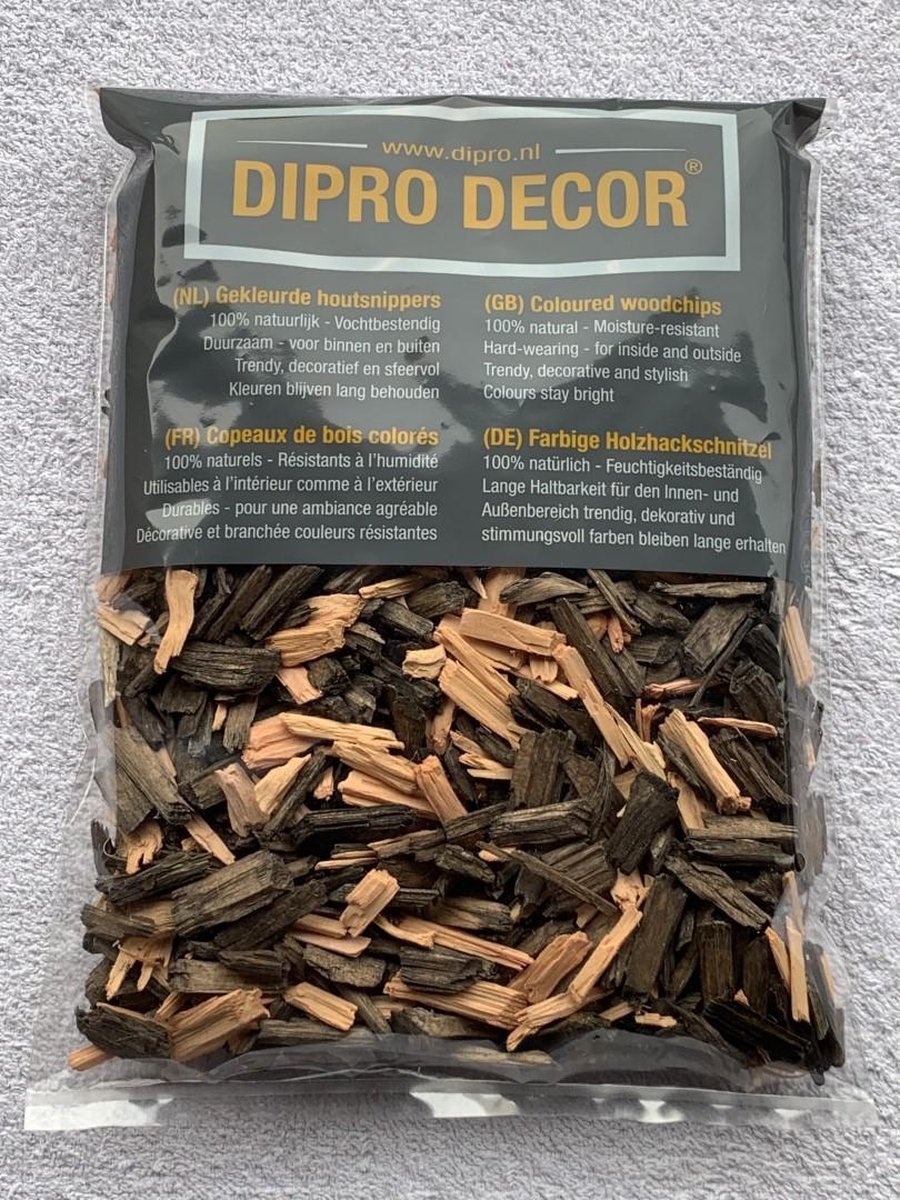 www.dipro.nl
DIPRO DECOR®
(NL) Gekleurde houtsnippers
100% natuurlijk - Vochtbestendig
Duurzaam - voor binnen en buiten
Trendy, decoratief en sfeervol
Kleuren blijven lang behouden
(GB) Coloured woodchips
100% natural - Moisture-resistant
Hard-wearing - for inside and outside
Trendy, decorative and stylish
Colours stay bright
(FR) Copeaux de bois colorés
100% naturels - Résistants à l'humidité
Utilisables à l'intérieur comme à l'extérieur
Durables - pour une ambiance agréable
Décorative et branchée couleurs résistantes
(DE) Farbige Holzhackschnitzel
100% natürlich - Feuchtigkeitsbeständig
Lange Haltbarkeit für den Innen- und
Außenbereich trendig, dekorativ und
stimmungsvoll farben bleiben lange erhalten